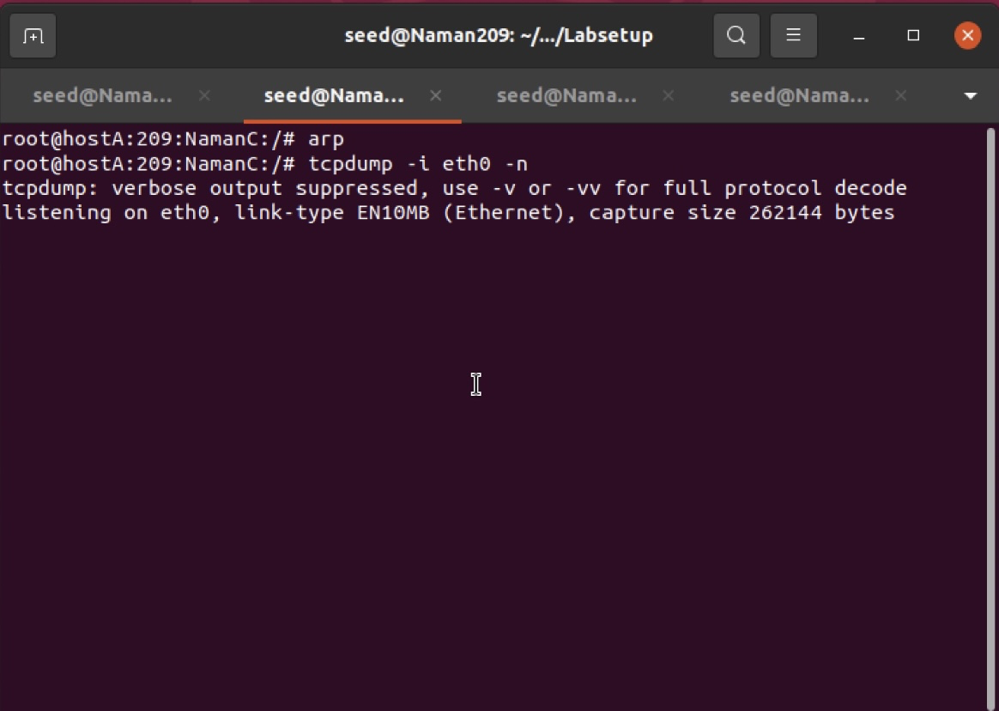 seed@Naman209: ~/.../Labsetup
seed@Nama... seed@Nama... seed@Nama... seed@Nama...
root@hostA:209:NamanC:/# arp
root@hostA:209:NamanC:/# tcpdump -i eth0 -n
tcpdump: verbose output suppressed, use -v or -vv for full protocol decode
listening on eth0, link-type EN10MB (Ethernet), capture size 262144 bytes